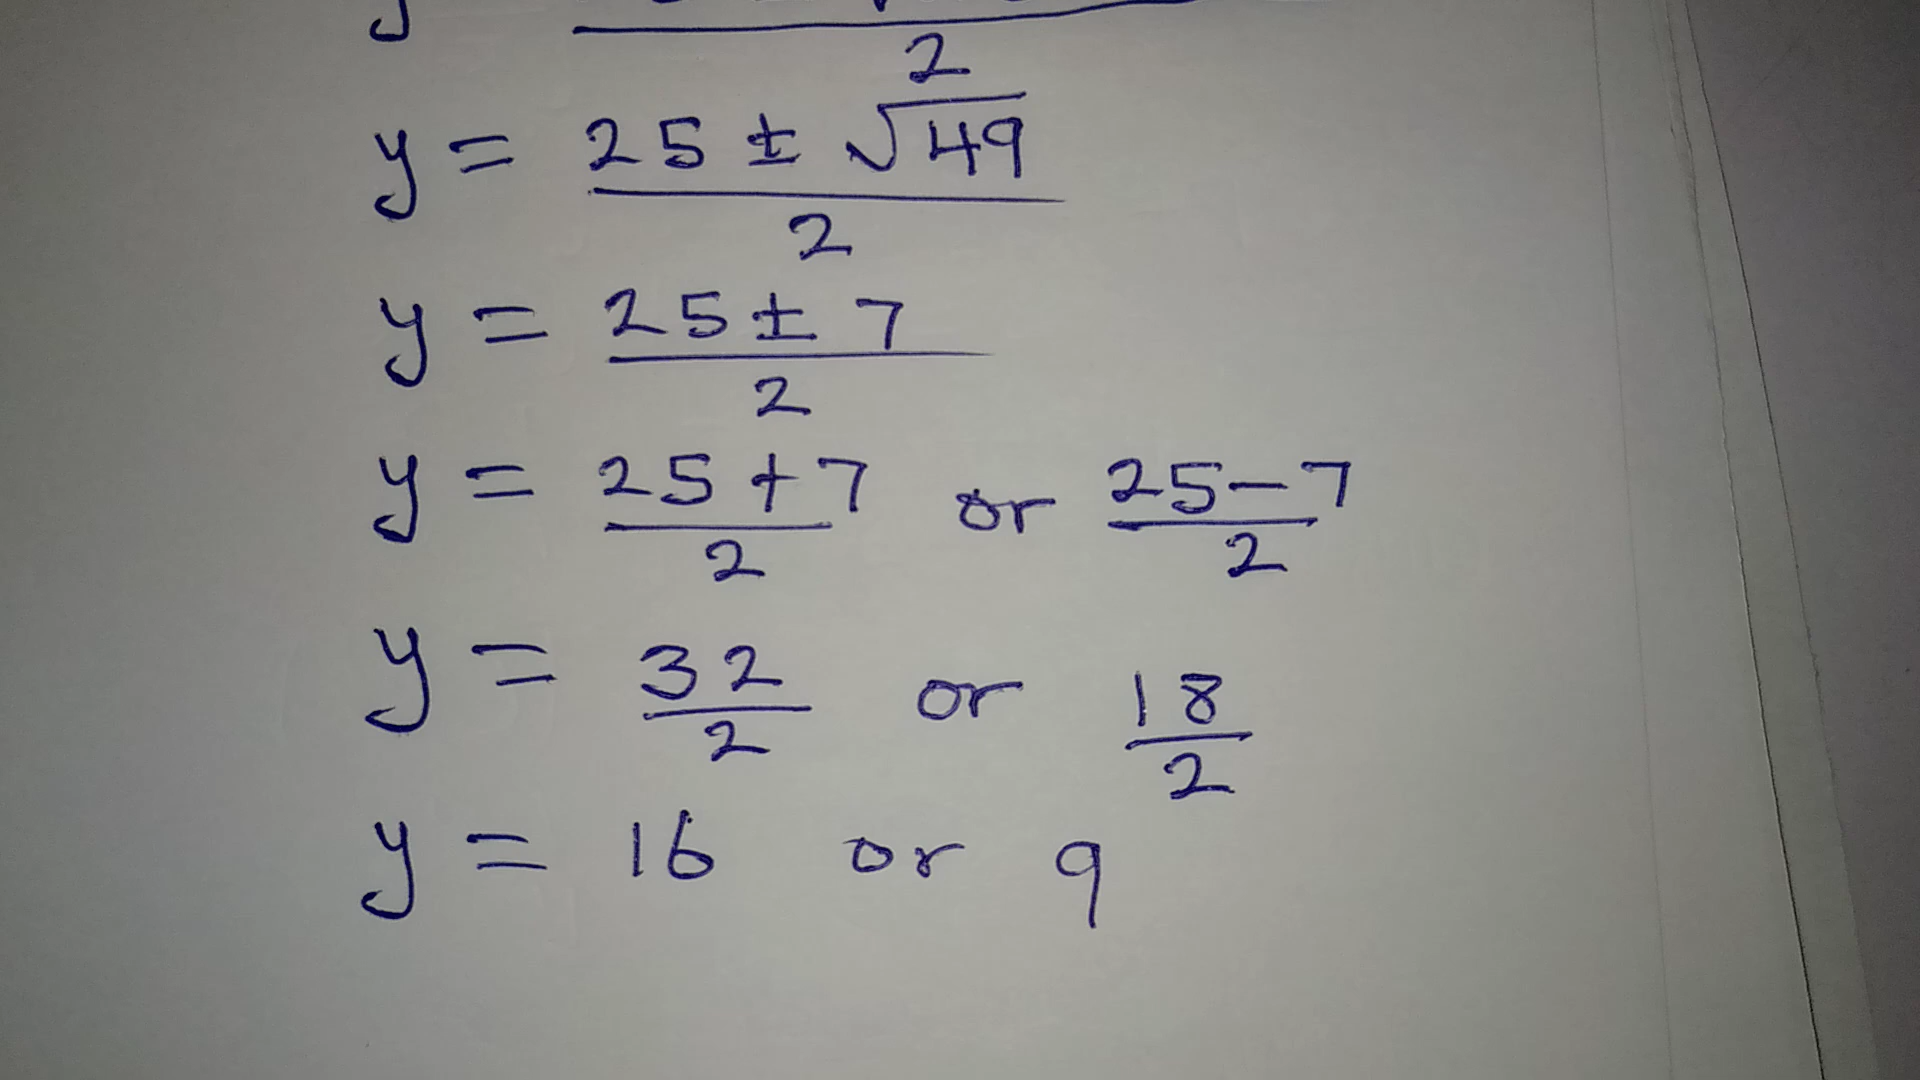 y = 
2
y = 25 ± √49
2
y = 25 ± 7
2
y = 25 + 7 or 25 - 7
2 2
y = 32 or 18
2 2
y = 16 or 9